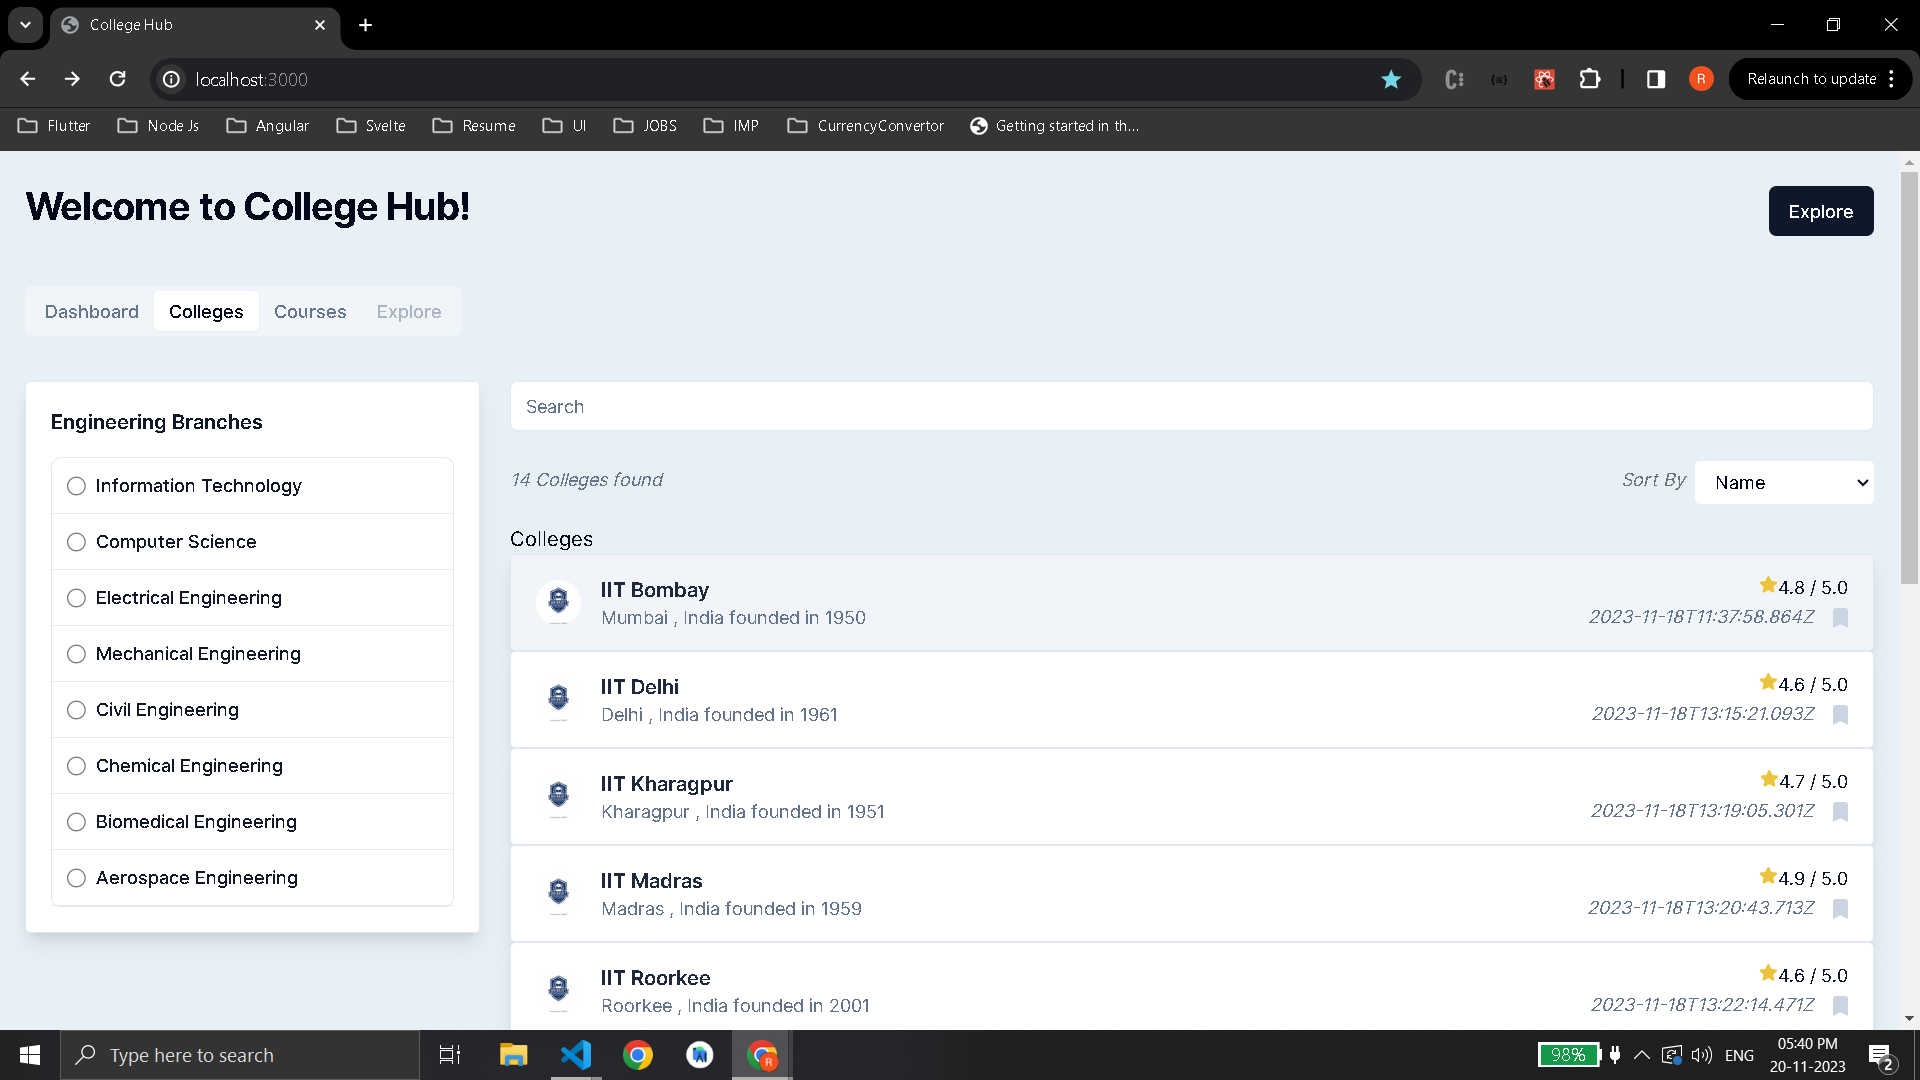 College Hub
localhost:3000
Relaunch to update
R
Flutter
Node Js
Angular
Svelte
Resume
UI
JOBS
IMP
CurrencyConvertor
Getting started in th...
Welcome to College Hub!
Explore
Dashboard
Colleges
Courses
Explore
Engineering Branches
Information Technology
Computer Science
Electrical Engineering
Mechanical Engineering
Civil Engineering
Chemical Engineering
Biomedical Engineering
Aerospace Engineering
Search
14 Colleges found
Sort By
Name
Colleges
IIT Bombay
4.8 / 5.0
Mumbai , India founded in 1950
2023-11-18T11:37:58.864Z
IIT Delhi
4.6 / 5.0
Delhi , India founded in 1961
2023-11-18T13:15:21.093Z
IIT Kharagpur
4.7 / 5.0
Kharagpur , India founded in 1951
2023-11-18T13:19:05.301Z
IIT Madras
4.9 / 5.0
Madras , India founded in 1959
2023-11-18T13:20:43.713Z
IIT Roorkee
4.6 / 5.0
Roorkee , India founded in 2001
2023-11-18T13:22:14.471Z
Type here to search
R
98%
ENG
05:40 PM
20-11-2023
2